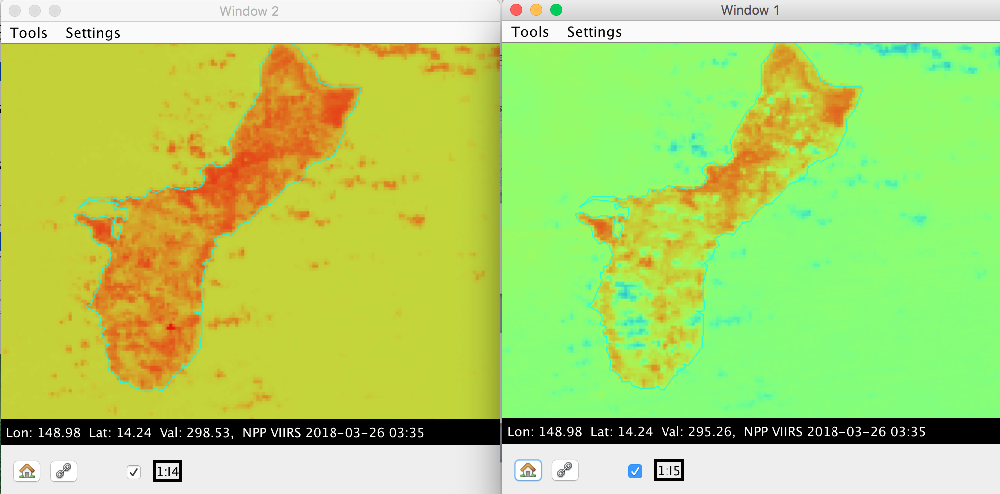 Window 2
Tools Settings
Lon: 148.98 Lat: 14.24 Val: 298.53, NPP VIIRS 2018-03-26 03:35
1:I4
Window 1
Tools Settings
Lon: 148.98 Lat: 14.24 Val: 295.26, NPP VIIRS 2018-03-26 03:35
1:I5